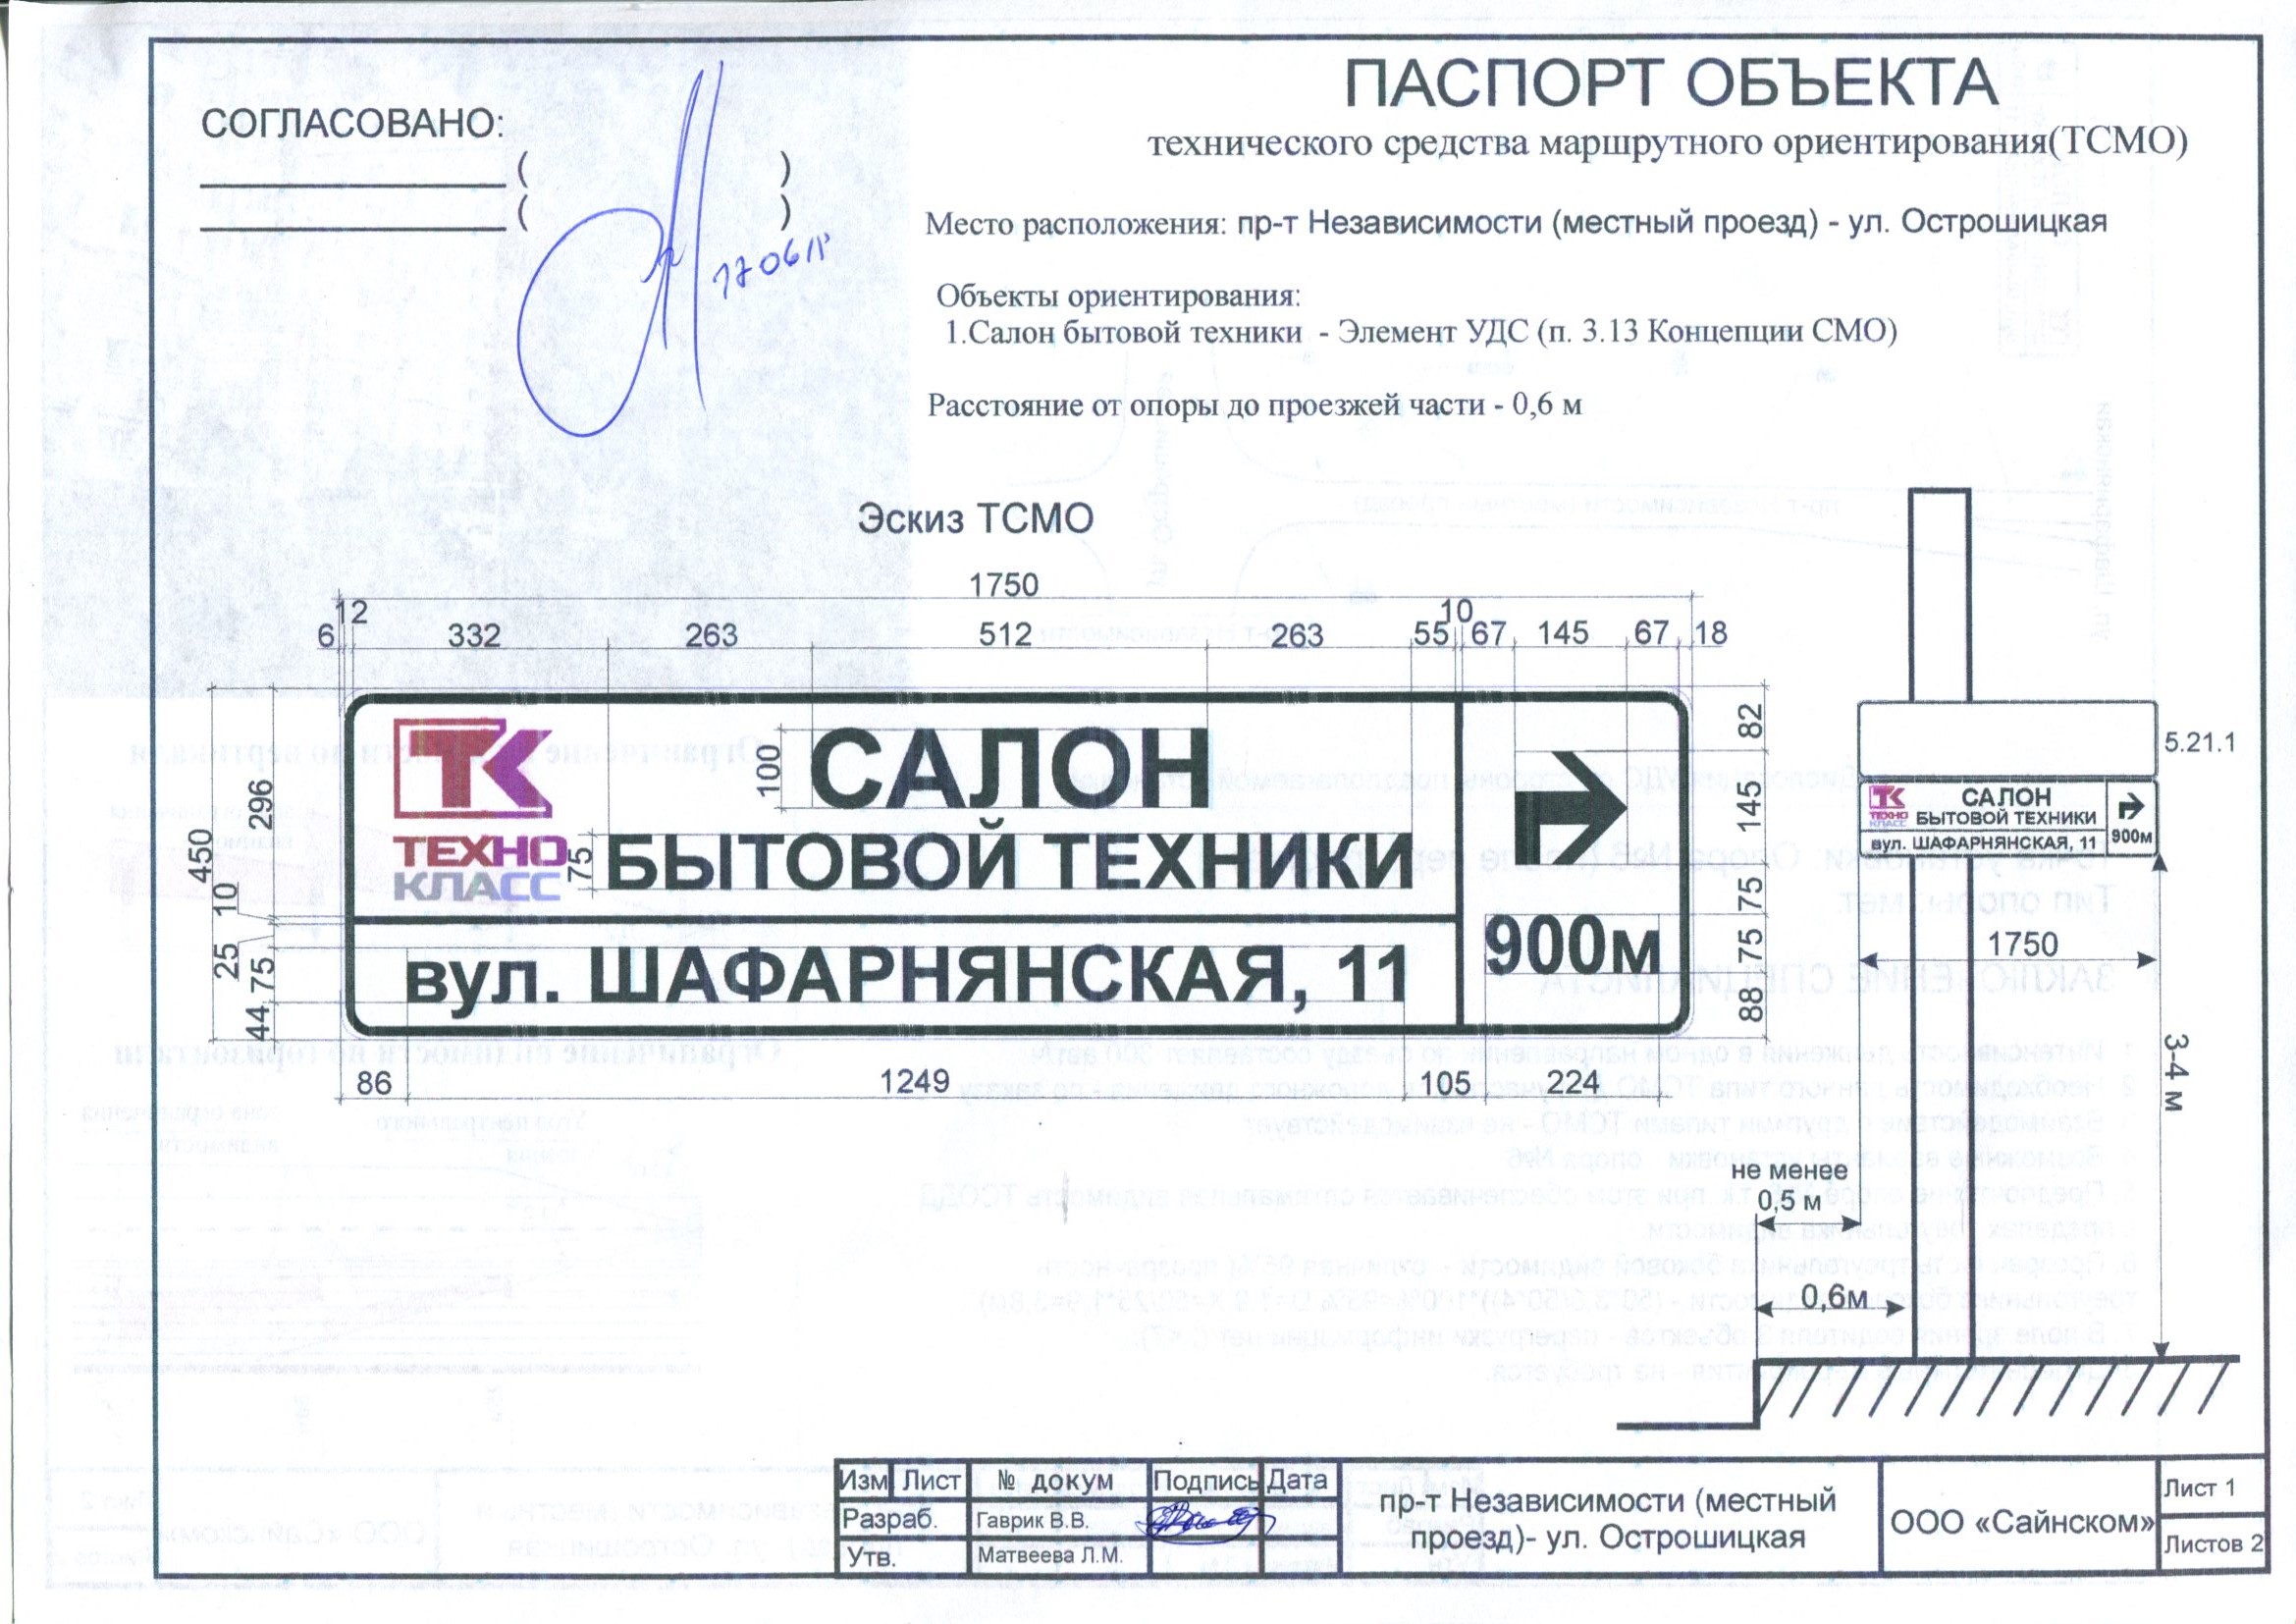 СОГЛАСОВАНО:
( )
( )
ПАСПОРТ ОБЪЕКТА
технического средства маршрутного ориентирования(ТСМО)
Место расположения: пр-т Независимости (местный проезд) - ул. Острошицкая
Объекты ориентирования:
1.Салон бытовой техники - Элемент УДС (п. 3.13 Концепции СМО)
Расстояние от опоры до проезжей части - 0,6 м
Эскиз ТСМО
1750
12 10
6 332 263 512 263 55 67 145 67 18
450
296
10
25
75
44
100
75
ТК
ТЕХНО
КЛАСС
САЛОН
БЫТОВОЙ ТЕХНИКИ
вул. ШАФАРНЯНСКАЯ, 11
900м
82
145
75
75
88
86 1249 105 224
5.21.1
ТК
ТЕХНО
КЛАСС
САЛОН
БЫТОВОЙ ТЕХНИКИ
вул. ШАФАРНЯНСКАЯ, 11
900м
1750
3-4 м
не менее
0,5 м
0,6м
Изм Лист № докум Подпись Дата
Разраб. Гаврик В.В.
Утв. Матвеева Л.М.
пр-т Независимости (местный
проезд)- ул. Острошицкая
ООО «Сайнском»
Лист 1
Листов 2